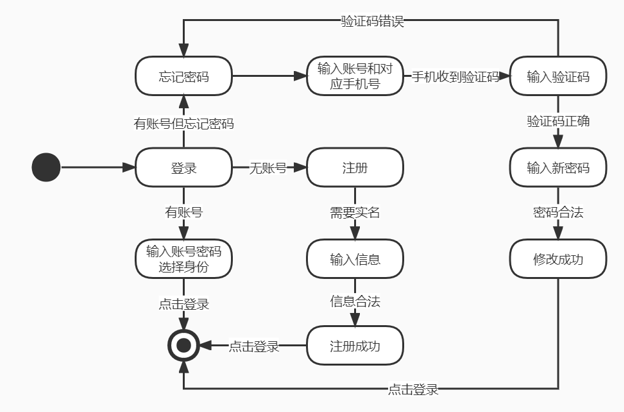 验证码错误
忘记密码
输入账号和对
应手机号
手机收到验证码
输入验证码
有账号但忘记密码
验证码正确
登录
无账号
注册
输入新密码
有账号
需要实名
密码合法
输入账号密码
选择身份
输入信息
修改成功
点击登录
信息合法
点击登录
注册成功
点击登录